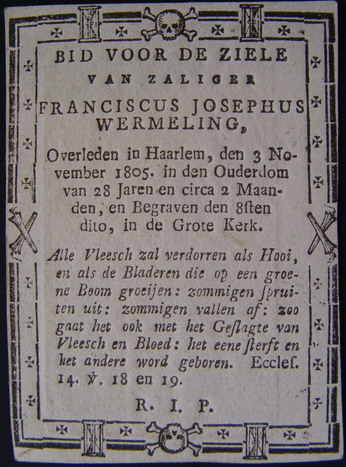 BID VOOR DE ZIELE
VAN ZALIGER
FRANCISCUS JOSEPHUS
WERMELING,
Overleden in Haarlem, den 3 No-
vember 1805. in den Ouderdom
van 28 Jaren en circa 2 Maan-
den, en Begraven den 8ſten
dito, in de Grote Kerk.
Alle Vleesch zal verdorren als Hooi,
en als de Bladeren die op een groe-
ne Boom groeijen: zommigen ſprui-
ten uit: zommigen vallen af: zoo
gaat het ook met het Geſlagte van
Vleesch en Bloed: het eene ſterft en
het andere word geboren. Eccleſ.
14. ℣. 18 en 19.
R. I. P.